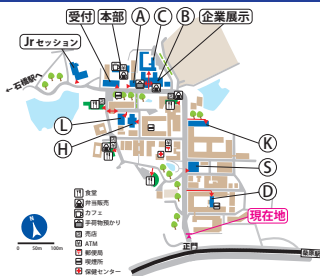 受付 本部 A C B 企業展示
Jrセッション
←石橋駅へ
L
H
K
S
D
現在地
食堂
弁当販売
カフェ
手荷物預かり
売店
ATM
郵便局
喫煙所
保健センター
正門
0 50m 100m